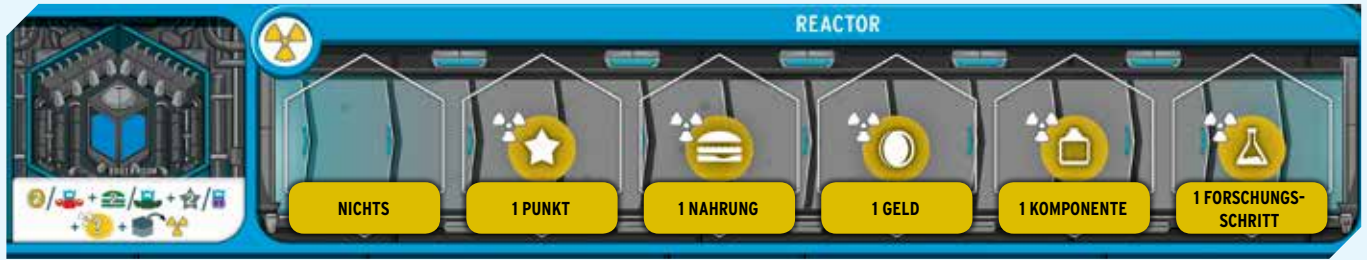 REACTOR
NICHTS
1 PUNKT
1 NAHRUNG
1 GELD
1 KOMPONENTE
1 FORSCHUNGS-
SCHRITT